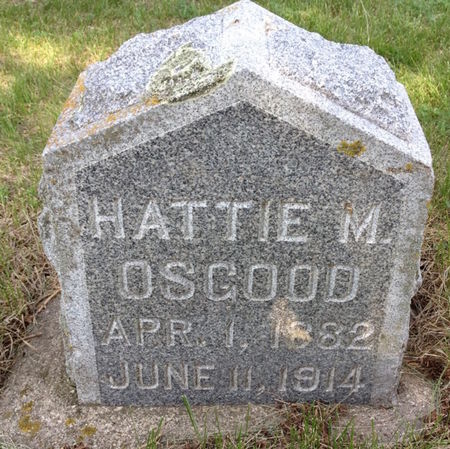 HATTIE M.
OSGOOD
APR. 1, 1882
JUNE 11, 1914